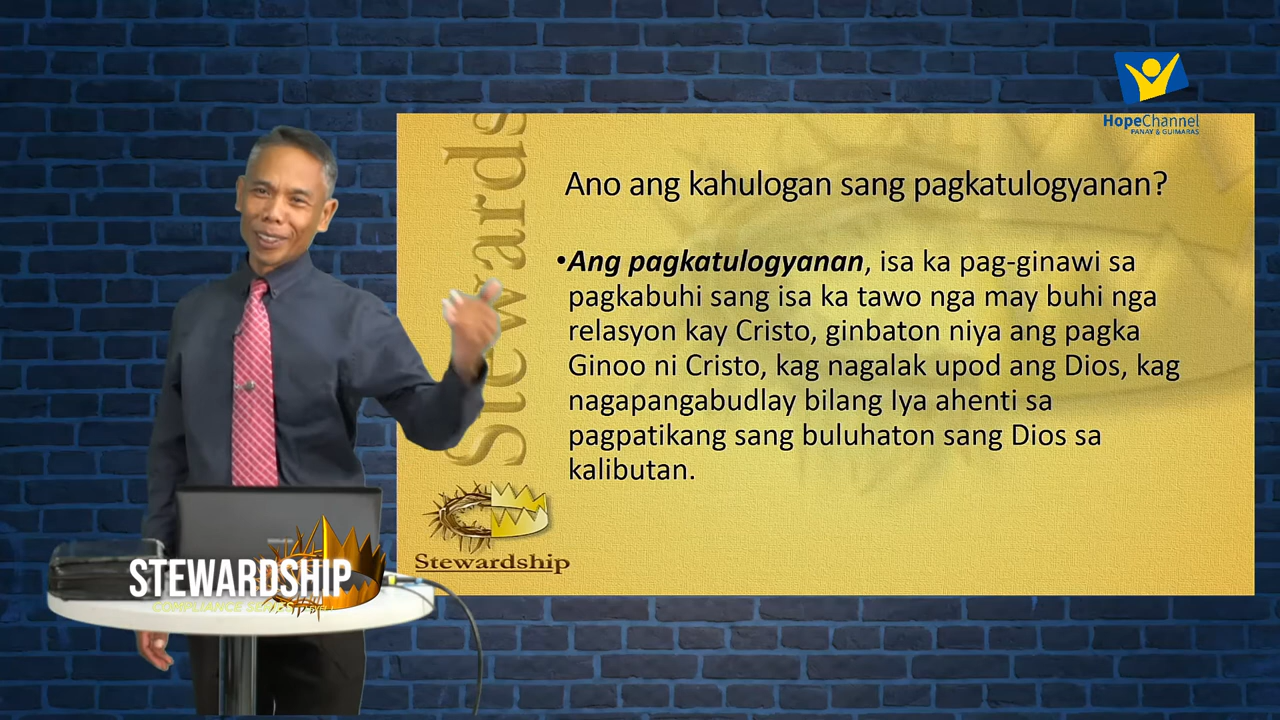 HopeChannel
PANAY & GUIMARAS
Stewards
Ano ang kahulogan sang pagkatulogyanan?
•Ang pagkatulogyanan, isa ka pag-ginawi sa
pagkabuhi sang isa ka tawo nga may buhi nga
relasyon kay Cristo, ginbaton niya ang pagka
Ginoo ni Cristo, kag nagalak upod ang Dios, kag
nagapangabudlay bilang Iya ahenti sa
pagpatikang sang buluhaton sang Dios sa
kalibutan.
Stewardship
STEWARDSHIP
COMPLIANCE